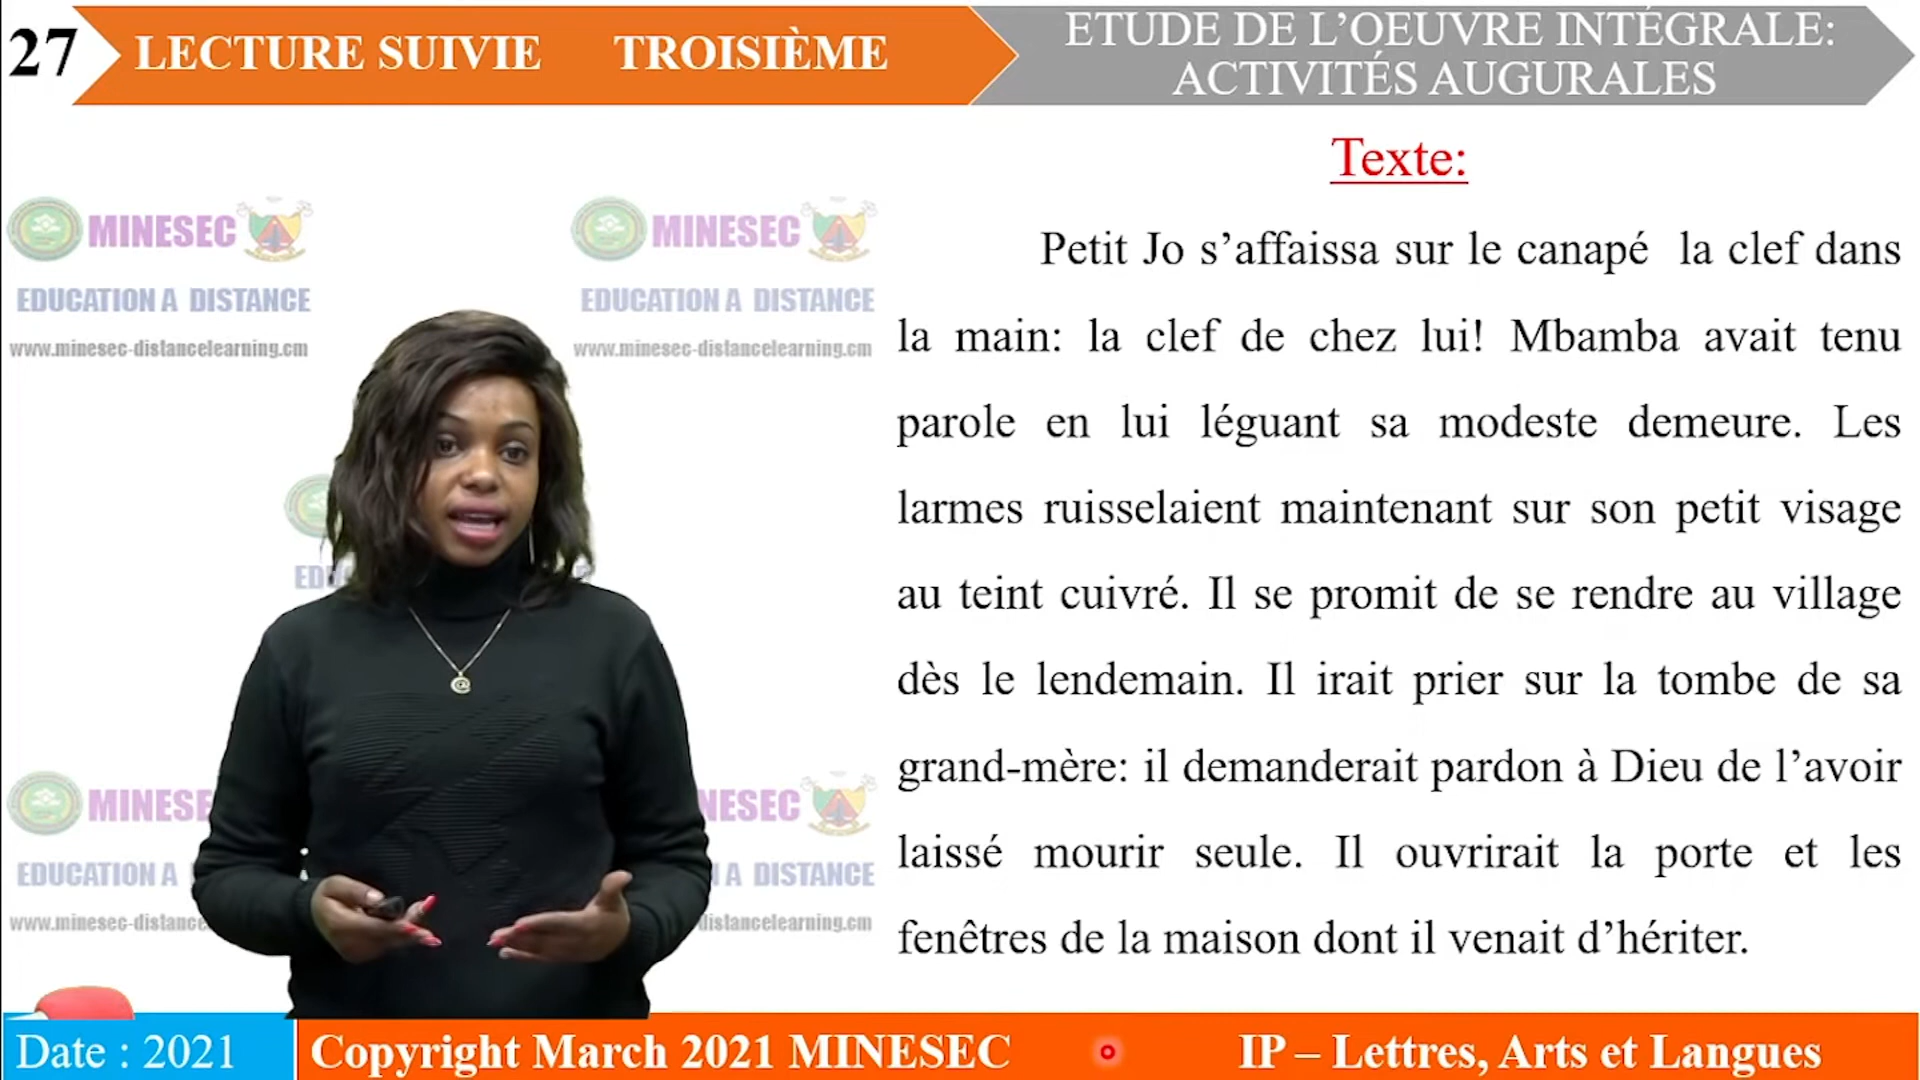 27
LECTURE SUIVIE TROISIÈME
ETUDE DE L’OEUVRE INTÉGRALE:
ACTIVITÉS AUGURALES
Texte:
Petit Jo s’affaissa sur le canapé la clef dans
la main: la clef de chez lui! Mbamba avait tenu
parole en lui léguant sa modeste demeure. Les
larmes ruisselaient maintenant sur son petit visage
au teint cuivré. Il se promit de se rendre au village
dès le lendemain. Il irait prier sur la tombe de sa
grand-mère: il demanderait pardon à Dieu de l’avoir
laissé mourir seule. Il ouvrirait la porte et les
fenêtres de la maison dont il venait d’hériter.
MINESEC
EDUCATION A DISTANCE
www.minesec-distancelearning.cm
MINESEC
EDUCATION A DISTANCE
www.minesec-distancelearning.cm
MINESE
EDUCATION A
www.minesec-distance
NESEC
A DISTANCE
distancelearning.cm
Date : 2021
Copyright March 2021 MINESEC
IP – Lettres, Arts et Langues